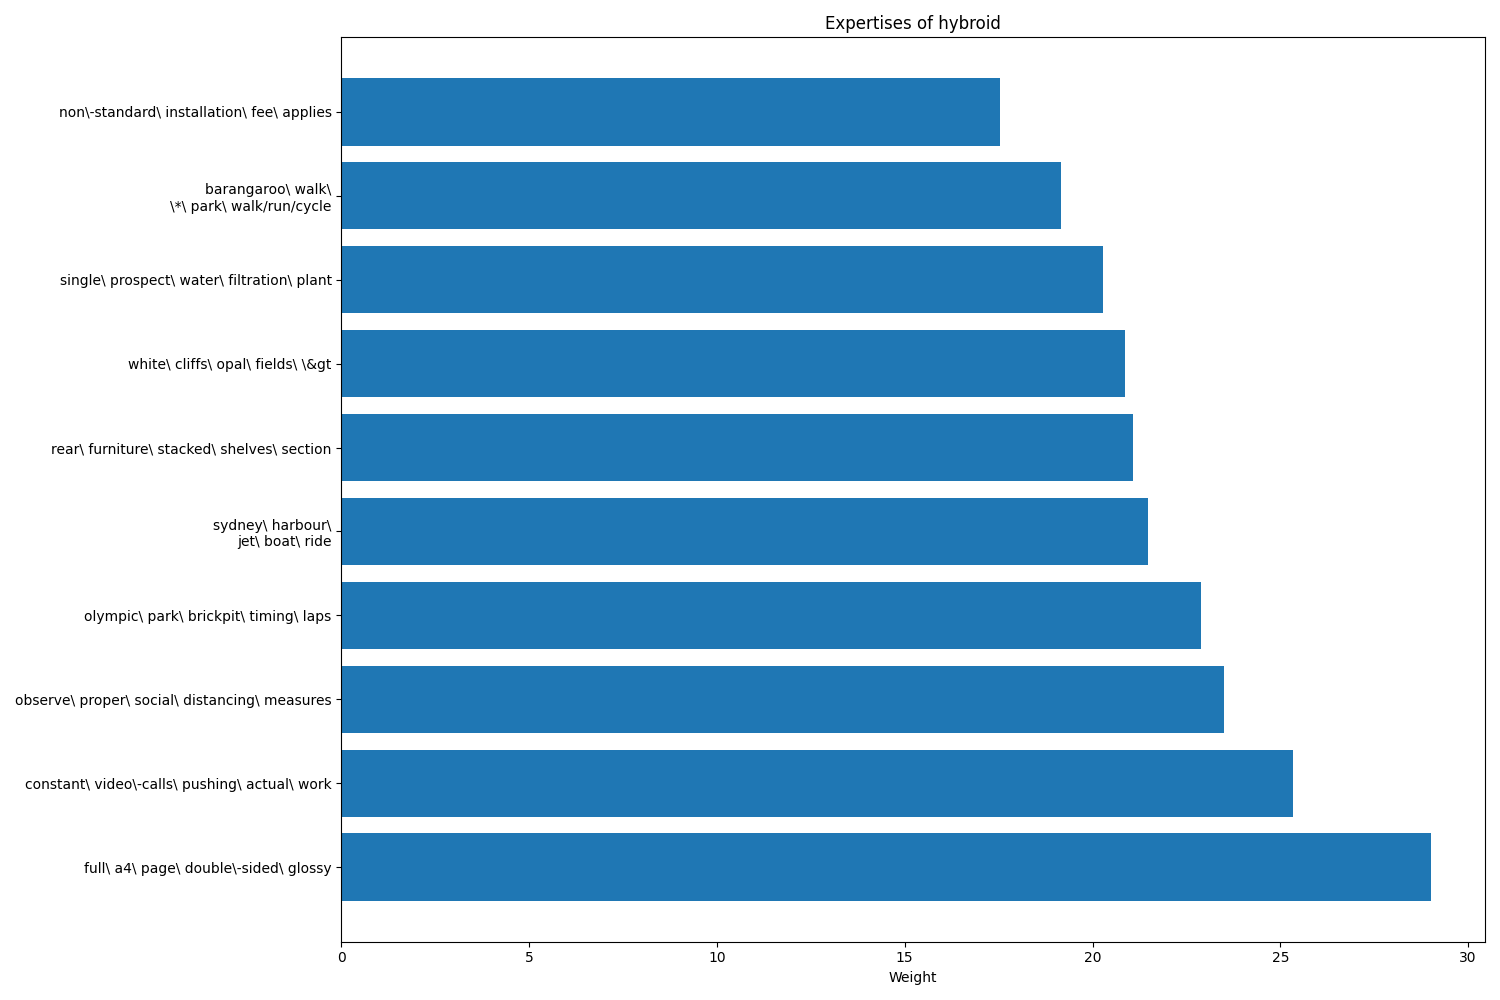 Expertises of hybroid
non\-standard\ installation\ fee\ applies
barangaroo\ walk\
\*\ park\ walk/run/cycle
single\ prospect\ water\ filtration\ plant
white\ cliffs\ opal\ fields\ \&gt
rear\ furniture\ stacked\ shelves\ section
sydney\ harbour\
jet\ boat\ ride
olympic\ park\ brickpit\ timing\ laps
observe\ proper\ social\ distancing\ measures
constant\ video\-calls\ pushing\ actual\ work
full\ a4\ page\ double\-sided\ glossy
0 5 10 15 20 25 30
Weight